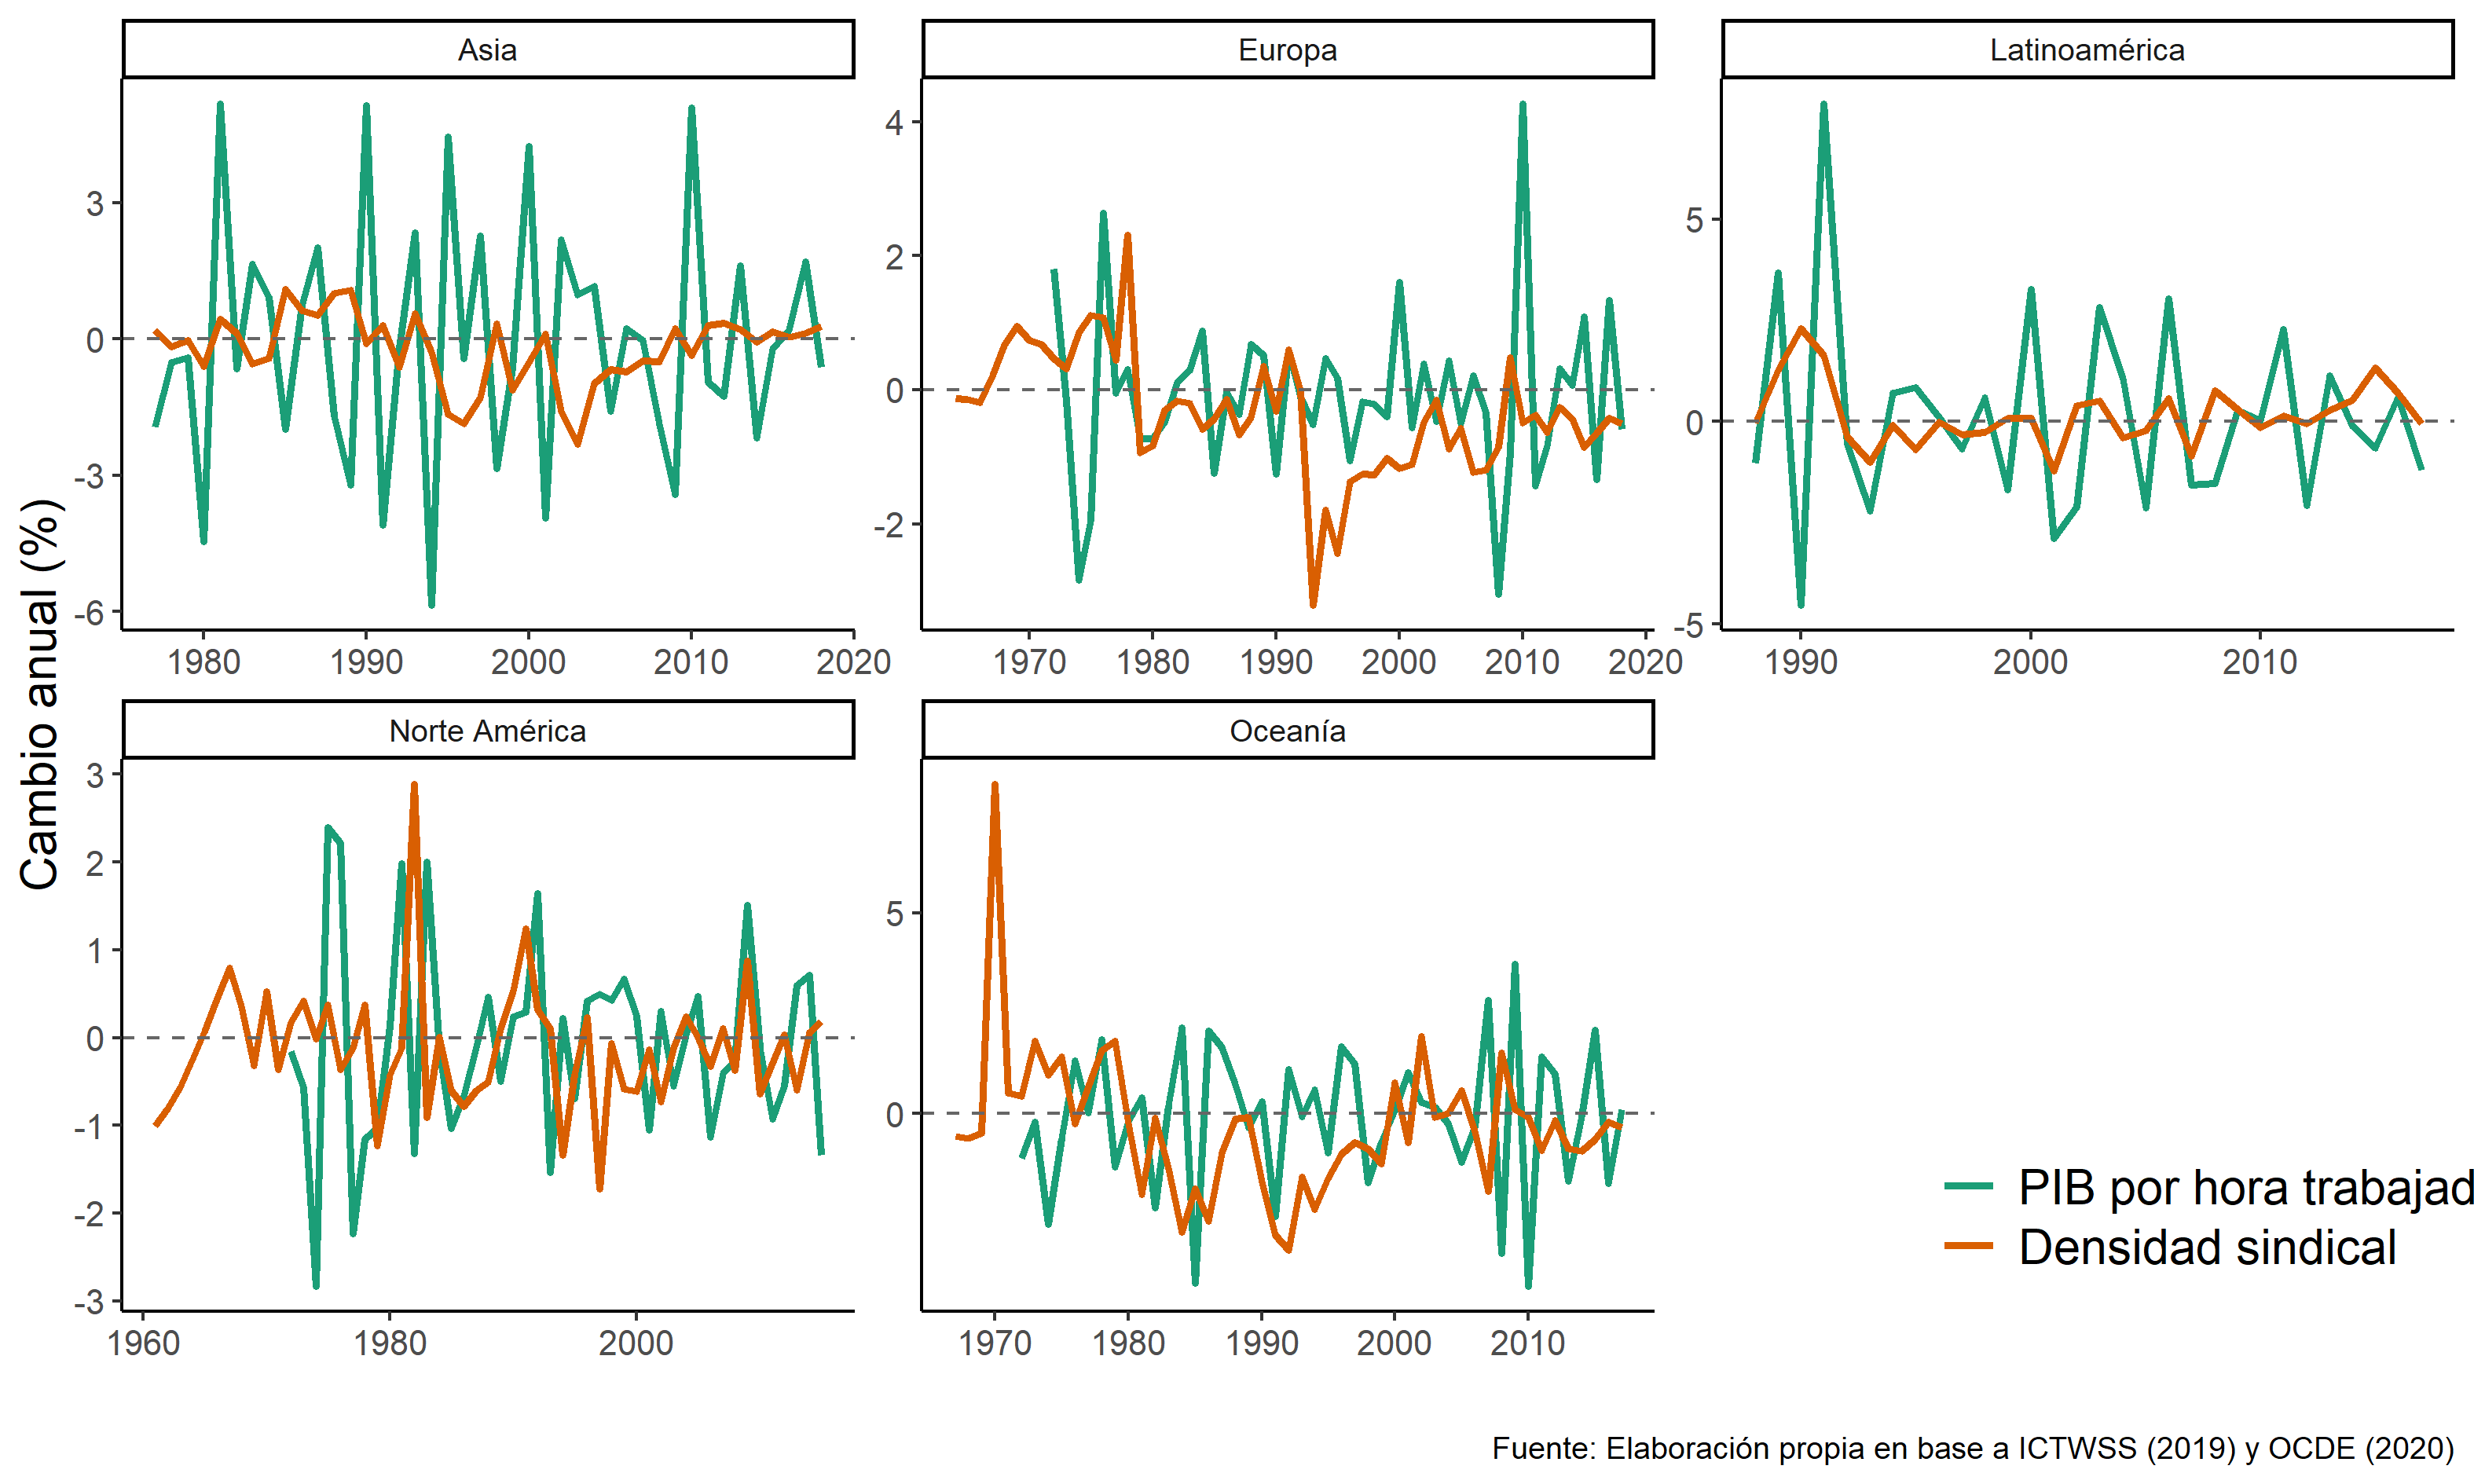 Asia
Europa
Latinoamérica
3
0
-3
-6
1980 1990 2000 2010 2020
4
2
0
-2
1970 1980 1990 2000 2010 2020
5
0
-5
1990 2000 2010
Cambio anual (%)
Norte América
Oceanía
3
2
1
0
-1
-2
-3
1960 1980 2000
5
0
1970 1980 1990 2000 2010
PIB por hora trabajad
Densidad sindical
Fuente: Elaboración propia en base a ICTWSS (2019) y OCDE (2020)